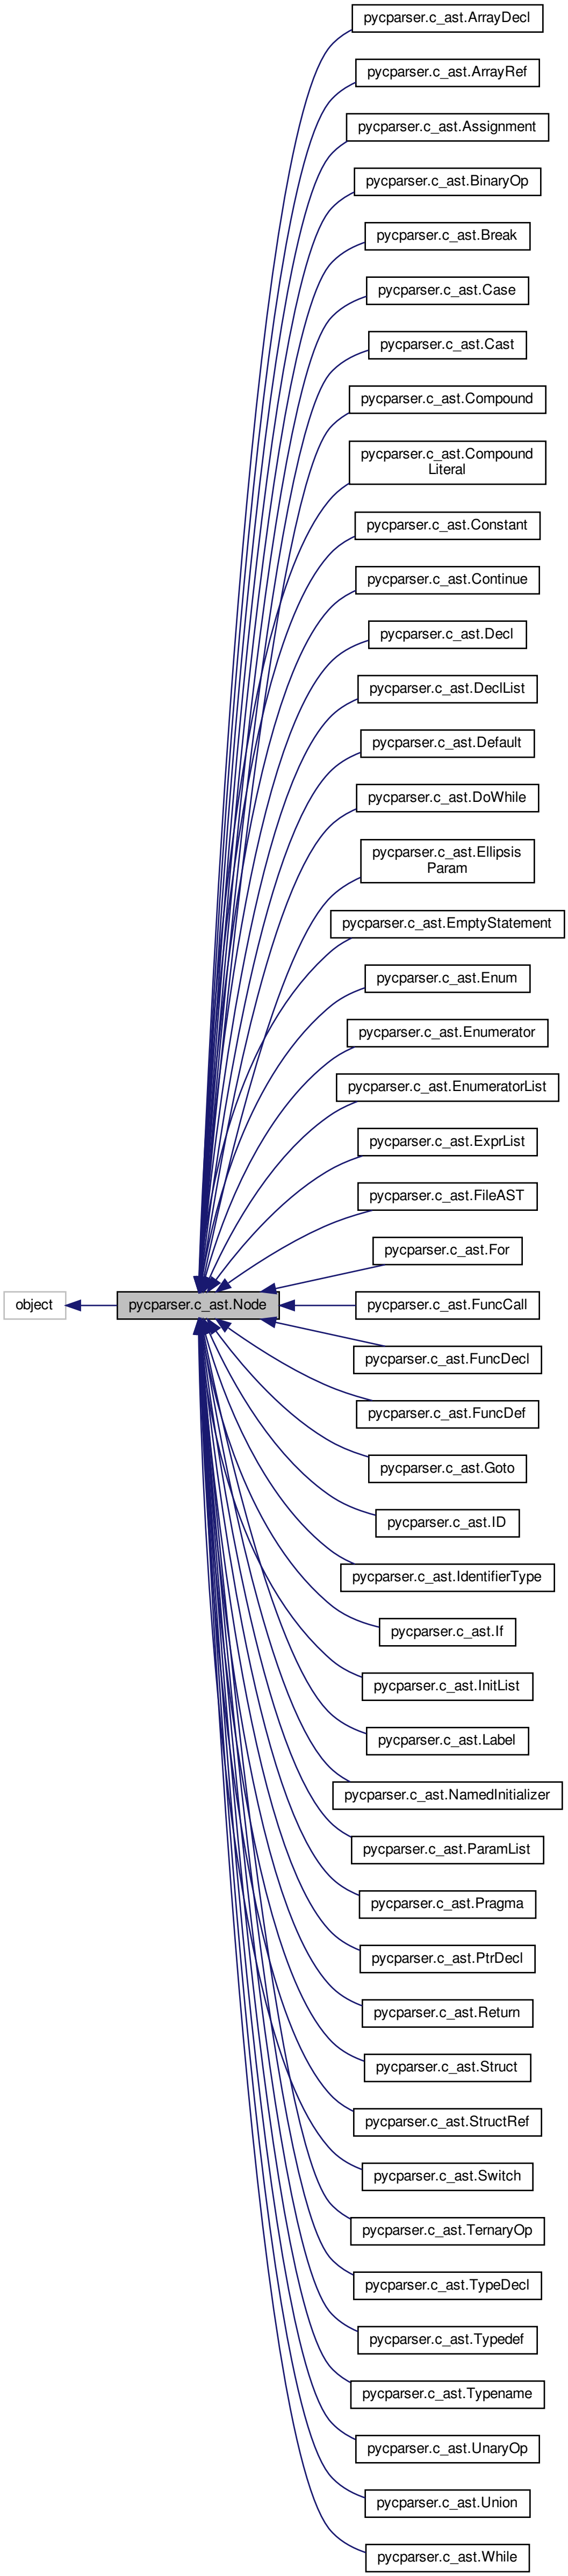 pycparser.c_ast.ArrayDecl
pycparser.c_ast.ArrayRef
pycparser.c_ast.Assignment
pycparser.c_ast.BinaryOp
pycparser.c_ast.Break
pycparser.c_ast.Case
pycparser.c_ast.Cast
pycparser.c_ast.Compound
pycparser.c_ast.Compound
Literal
pycparser.c_ast.Constant
pycparser.c_ast.Continue
pycparser.c_ast.Decl
pycparser.c_ast.DeclList
pycparser.c_ast.Default
pycparser.c_ast.DoWhile
pycparser.c_ast.Ellipsis
Param
pycparser.c_ast.EmptyStatement
pycparser.c_ast.Enum
pycparser.c_ast.Enumerator
pycparser.c_ast.EnumeratorList
pycparser.c_ast.ExprList
pycparser.c_ast.FileAST
pycparser.c_ast.For
object
pycparser.c_ast.Node
pycparser.c_ast.FuncCall
pycparser.c_ast.FuncDecl
pycparser.c_ast.FuncDef
pycparser.c_ast.Goto
pycparser.c_ast.ID
pycparser.c_ast.IdentifierType
pycparser.c_ast.If
pycparser.c_ast.InitList
pycparser.c_ast.Label
pycparser.c_ast.NamedInitializer
pycparser.c_ast.ParamList
pycparser.c_ast.Pragma
pycparser.c_ast.PtrDecl
pycparser.c_ast.Return
pycparser.c_ast.Struct
pycparser.c_ast.StructRef
pycparser.c_ast.Switch
pycparser.c_ast.TernaryOp
pycparser.c_ast.TypeDecl
pycparser.c_ast.Typedef
pycparser.c_ast.Typename
pycparser.c_ast.UnaryOp
pycparser.c_ast.Union
pycparser.c_ast.While